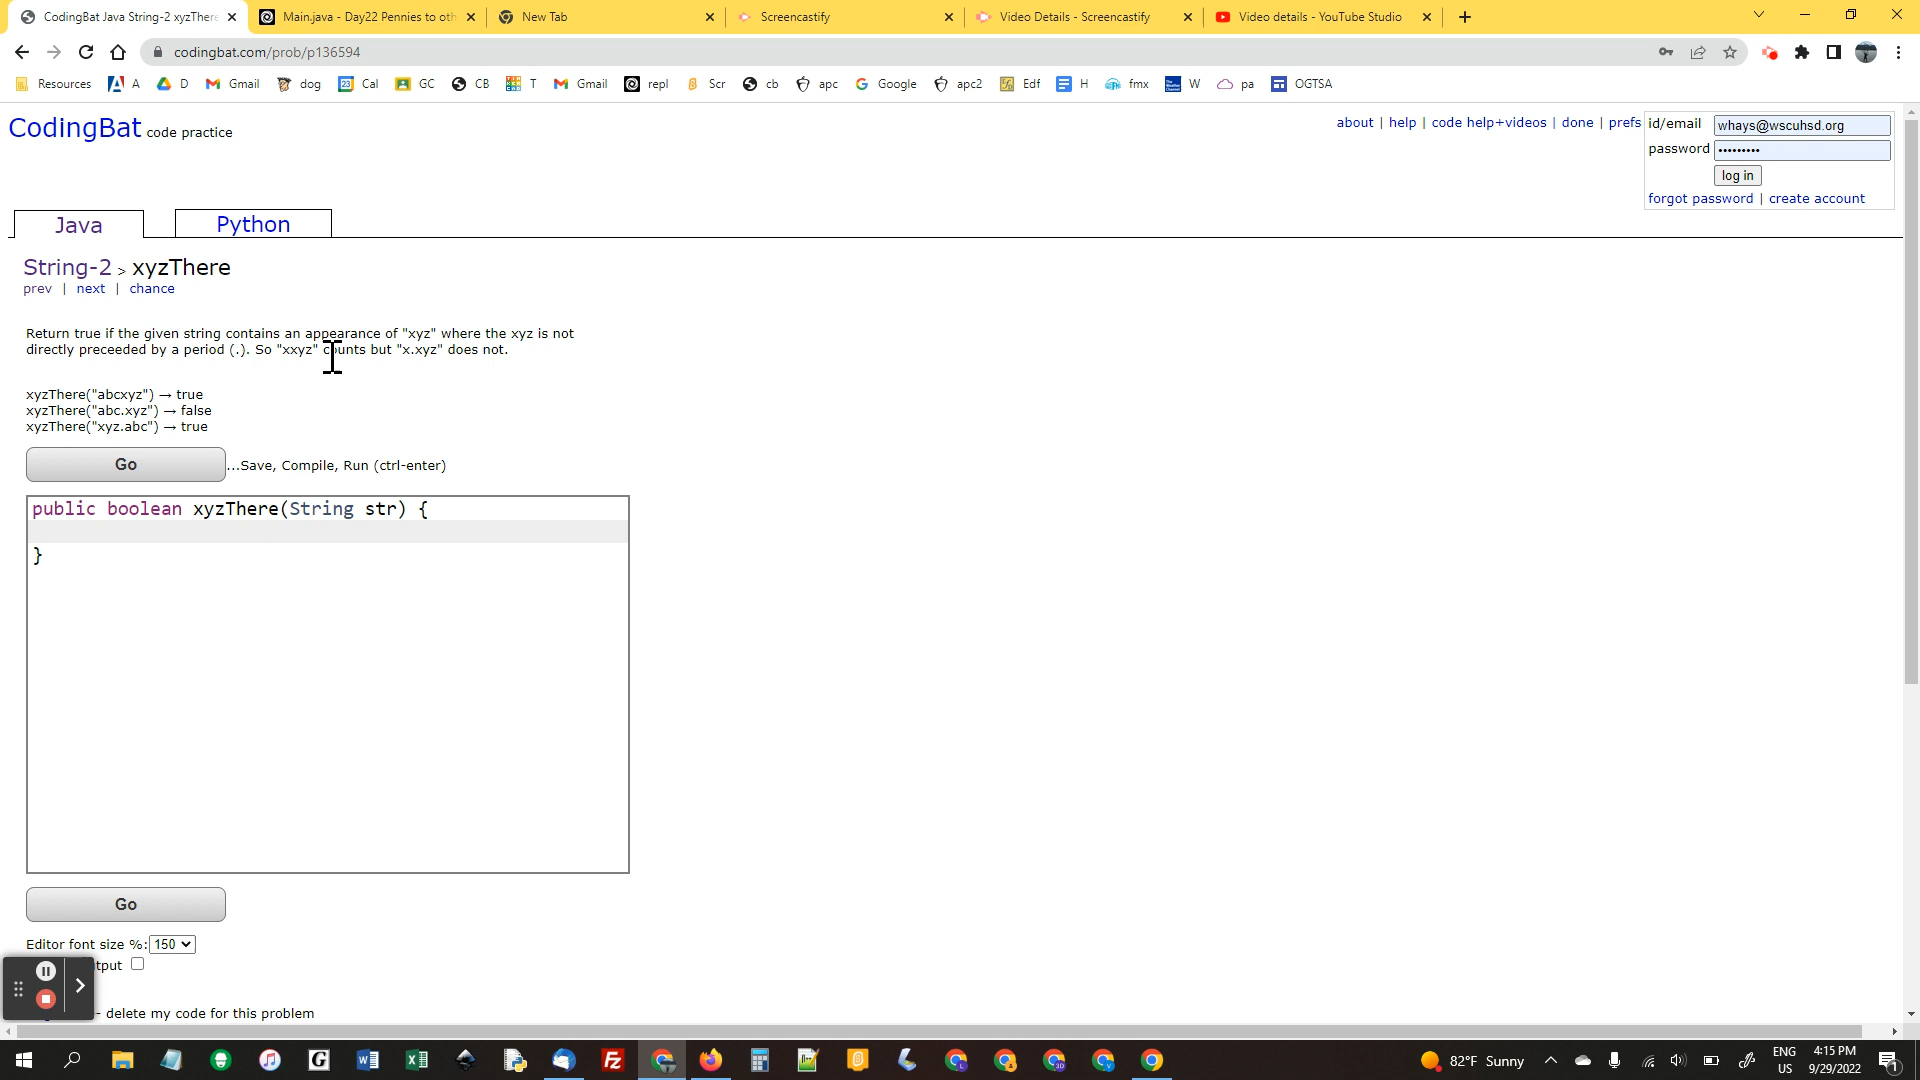 CodingBat Java String-2 xyzThere
Main.java - Day22 Pennies to oth
New Tab
Screencastify
Video Details - Screencastify
Video details - YouTube Studio
codingbat.com/prob/p136594
Resources A D Gmail dog Cal GC CB T Gmail repl Scr cb apc Google apc2 Edf H fmx W pa OGTSA
CodingBat code practice
about | help | code help+videos | done | prefs
id/email whays@wscuhsd.org
password •••••••••
log in
forgot password | create account
Java
Python
String-2 > xyzThere
prev | next | chance
Return true if the given string contains an appearance of "xyz" where the xyz is not
directly preceeded by a period (.). So "xxyz" counts but "x.xyz" does not.
xyzThere("abcxyz") → true
xyzThere("abc.xyz") → false
xyzThere("xyz.abc") → true
Go
...Save, Compile, Run (ctrl-enter)
public boolean xyzThere(String str) {
}
Go
Editor font size %: 150
tput
- delete my code for this problem
82°F Sunny
ENG
US
4:15 PM
9/29/2022
1